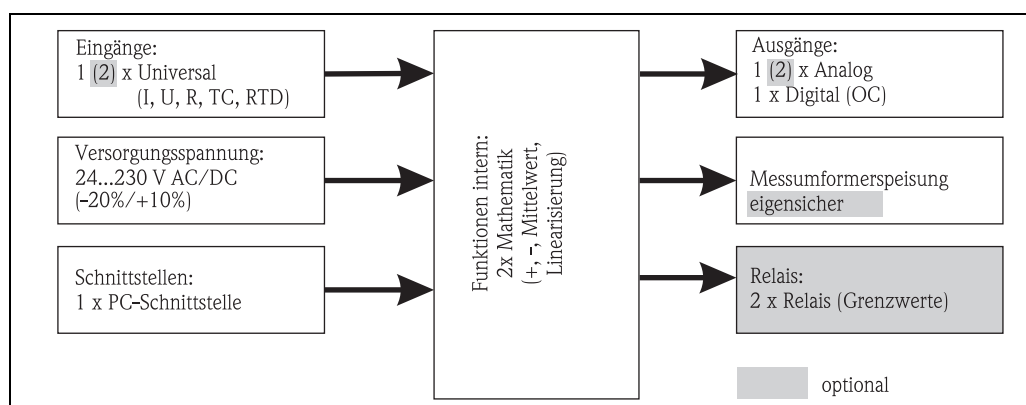 Eingänge:
1 (2) x Universal
(I, U, R, TC, RTD)
Versorgungsspannung:
24...230 V AC/DC
(-20%/+10%)
Schnittstellen:
1 x PC-Schnittstelle
Funktionen intern:
2x Mathematik
(+, -, Mittelwert,
Linearisierung)
Ausgänge:
1 (2) x Analog
1 x Digital (OC)
Messumformerspeisung
eigensicher
Relais:
2 x Relais (Grenzwerte)
optional